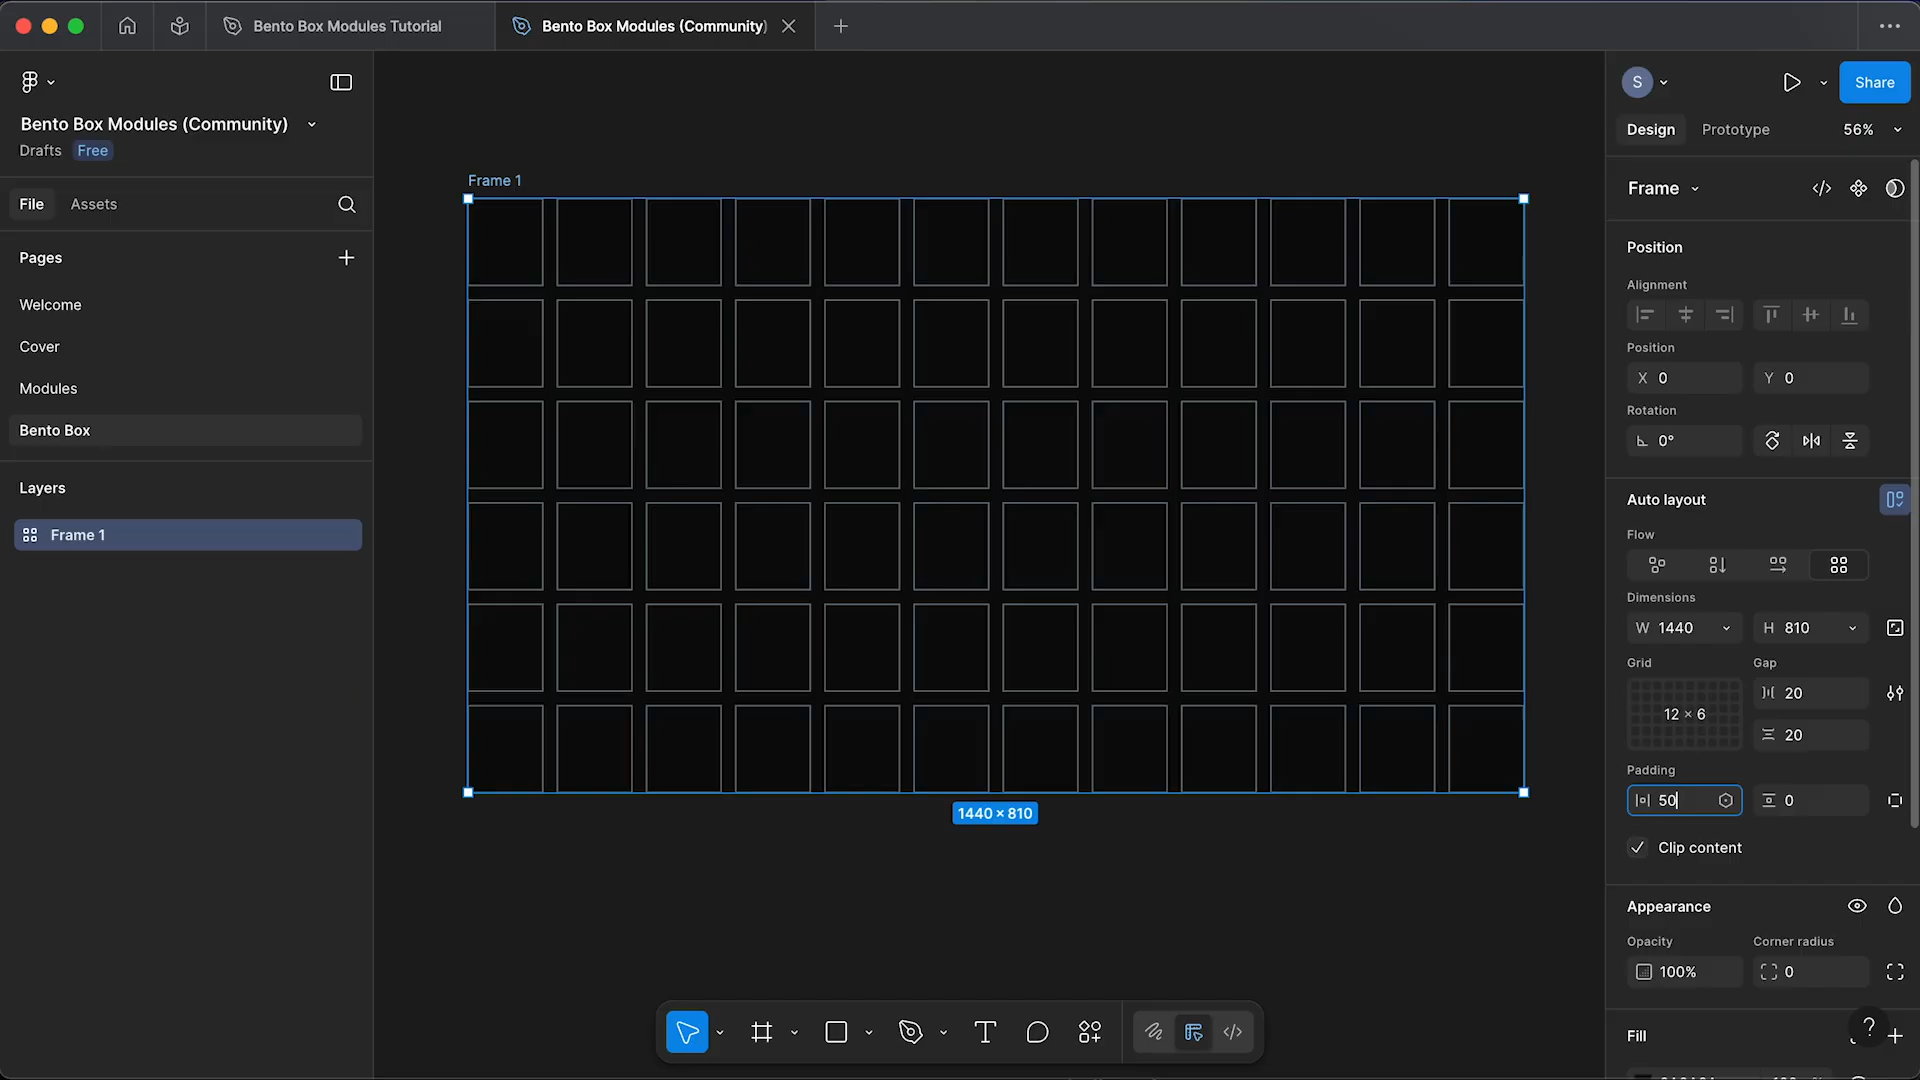 Bento Box Modules Tutorial
Bento Box Modules (Community)
Bento Box Modules (Community)
Drafts
Free
File
Assets
Pages
Welcome
Cover
Modules
Bento Box
Layers
Frame 1
Frame 1
1440 × 810
S
Share
Design
Prototype
56%
Frame
Position
Alignment
Position
X 0
Y 0
Rotation
0°
Auto layout
Flow
Dimensions
W 1440
H 810
Grid
Gap
12 × 6
20
20
Padding
50
0
Clip content
Appearance
Opacity
Corner radius
100%
0
Fill
?